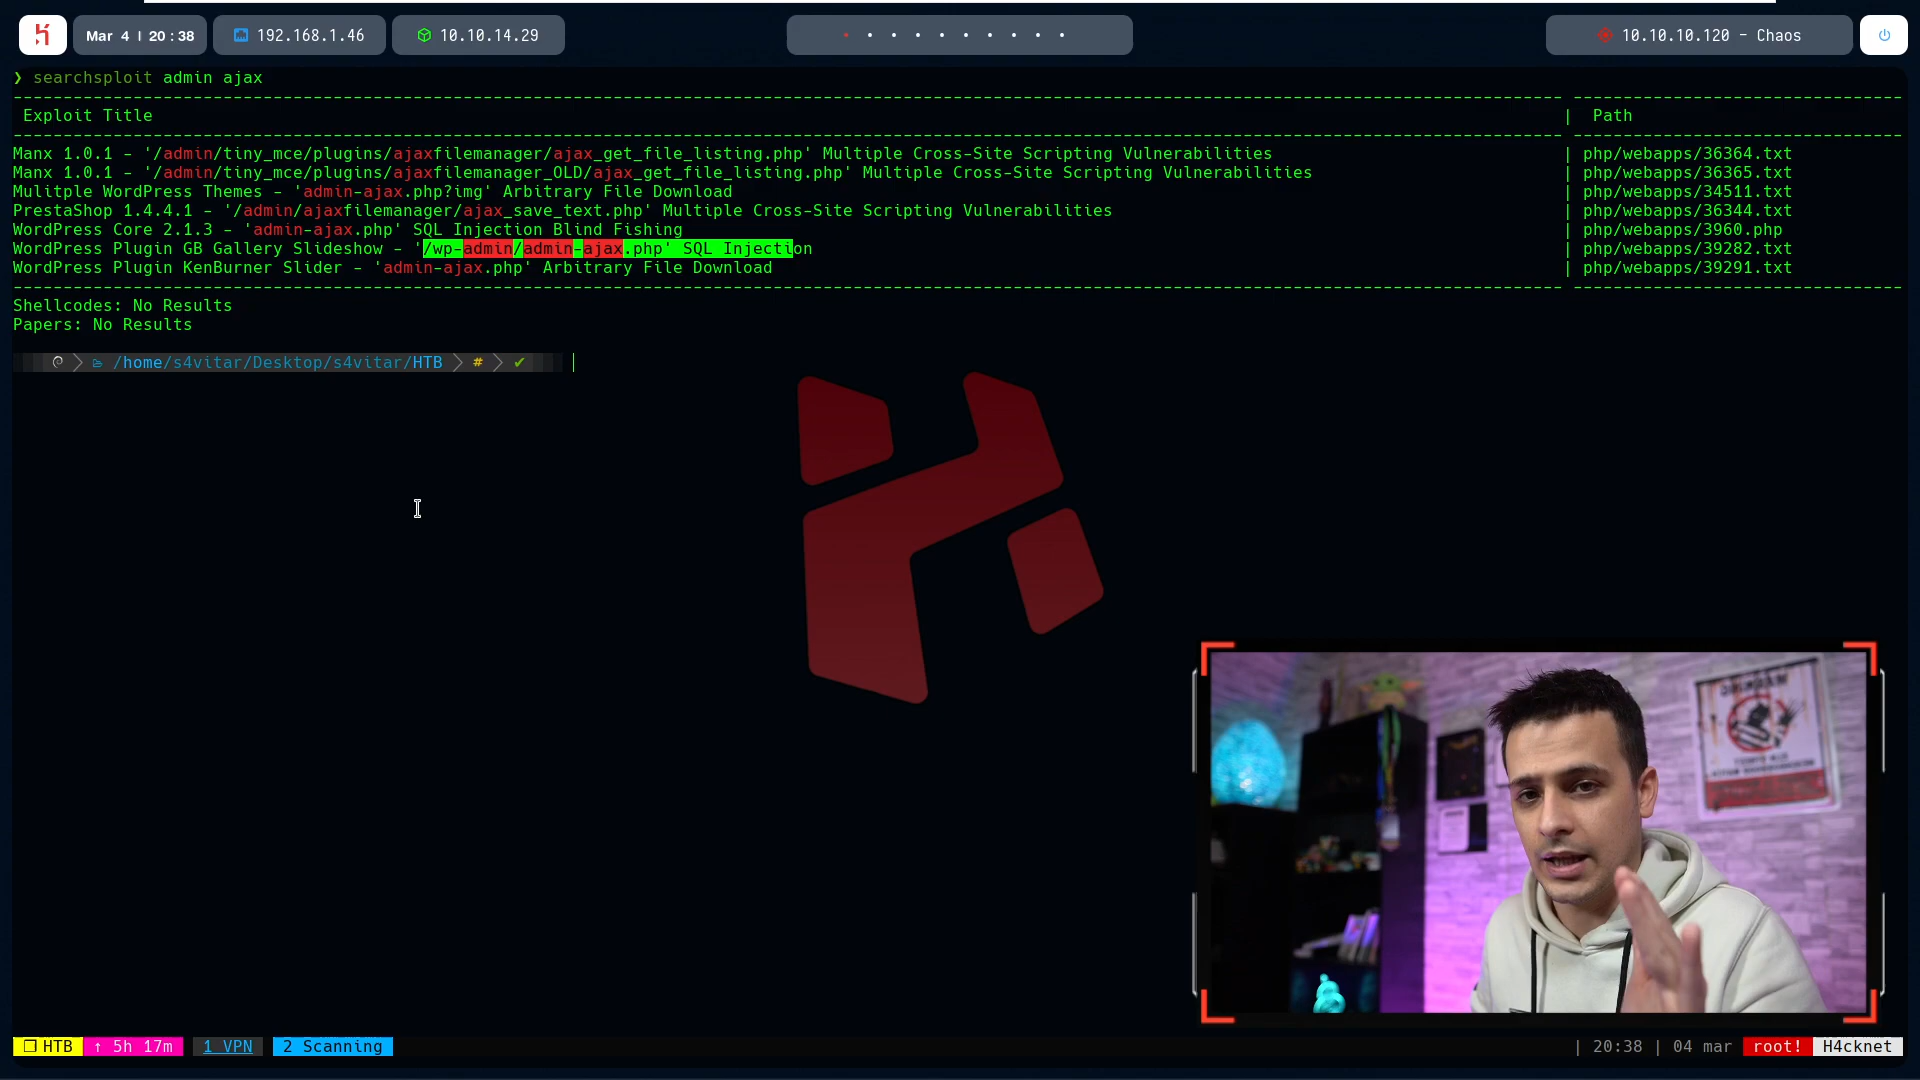 Mar 4 | 20:38
192.168.1.46
10.10.14.29
10.10.10.120 - Chaos
❯ searchsploit admin ajax
Exploit Title | Path
Manx 1.0.1 - '/admin/tiny_mce/plugins/ajaxfilemanager/ajax_get_file_listing.php' Multiple Cross-Site Scripting Vulnerabilities | php/webapps/36364.txt
Manx 1.0.1 - '/admin/tiny_mce/plugins/ajaxfilemanager_OLD/ajax_get_file_listing.php' Multiple Cross-Site Scripting Vulnerabilities | php/webapps/36365.txt
Mulitple WordPress Themes - 'admin-ajax.php?img' Arbitrary File Download | php/webapps/34511.txt
PrestaShop 1.4.4.1 - '/admin/ajaxfilemanager/ajax_save_text.php' Multiple Cross-Site Scripting Vulnerabilities | php/webapps/36344.txt
WordPress Core 2.1.3 - 'admin-ajax.php' SQL Injection Blind Fishing | php/webapps/3960.php
WordPress Plugin GB Gallery Slideshow - '/wp-admin/admin-ajax.php' SQL Injection | php/webapps/39282.txt
WordPress Plugin KenBurner Slider - 'admin-ajax.php' Arbitrary File Download | php/webapps/39291.txt
Shellcodes: No Results
Papers: No Results
/home/s4vitar/Desktop/s4vitar/HTB # ✔
HTB ↑ 5h 17m 1 VPN 2 Scanning | 20:38 | 04 mar root! H4cknet